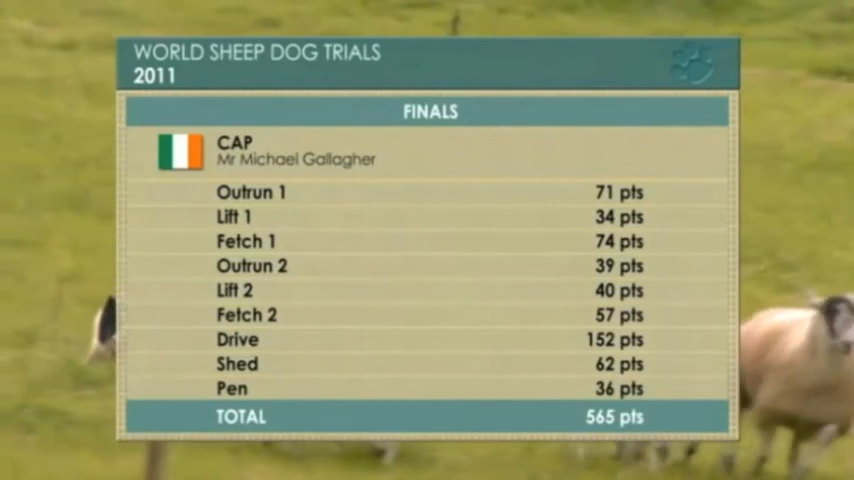 WORLD SHEEP DOG TRIALS
2011
FINALS
CAP
Mr Michael Gallagher
Outrun 1 71 pts
Lift 1 34 pts
Fetch 1 74 pts
Outrun 2 39 pts
Lift 2 40 pts
Fetch 2 57 pts
Drive 152 pts
Shed 62 pts
Pen 36 pts
TOTAL 565 pts